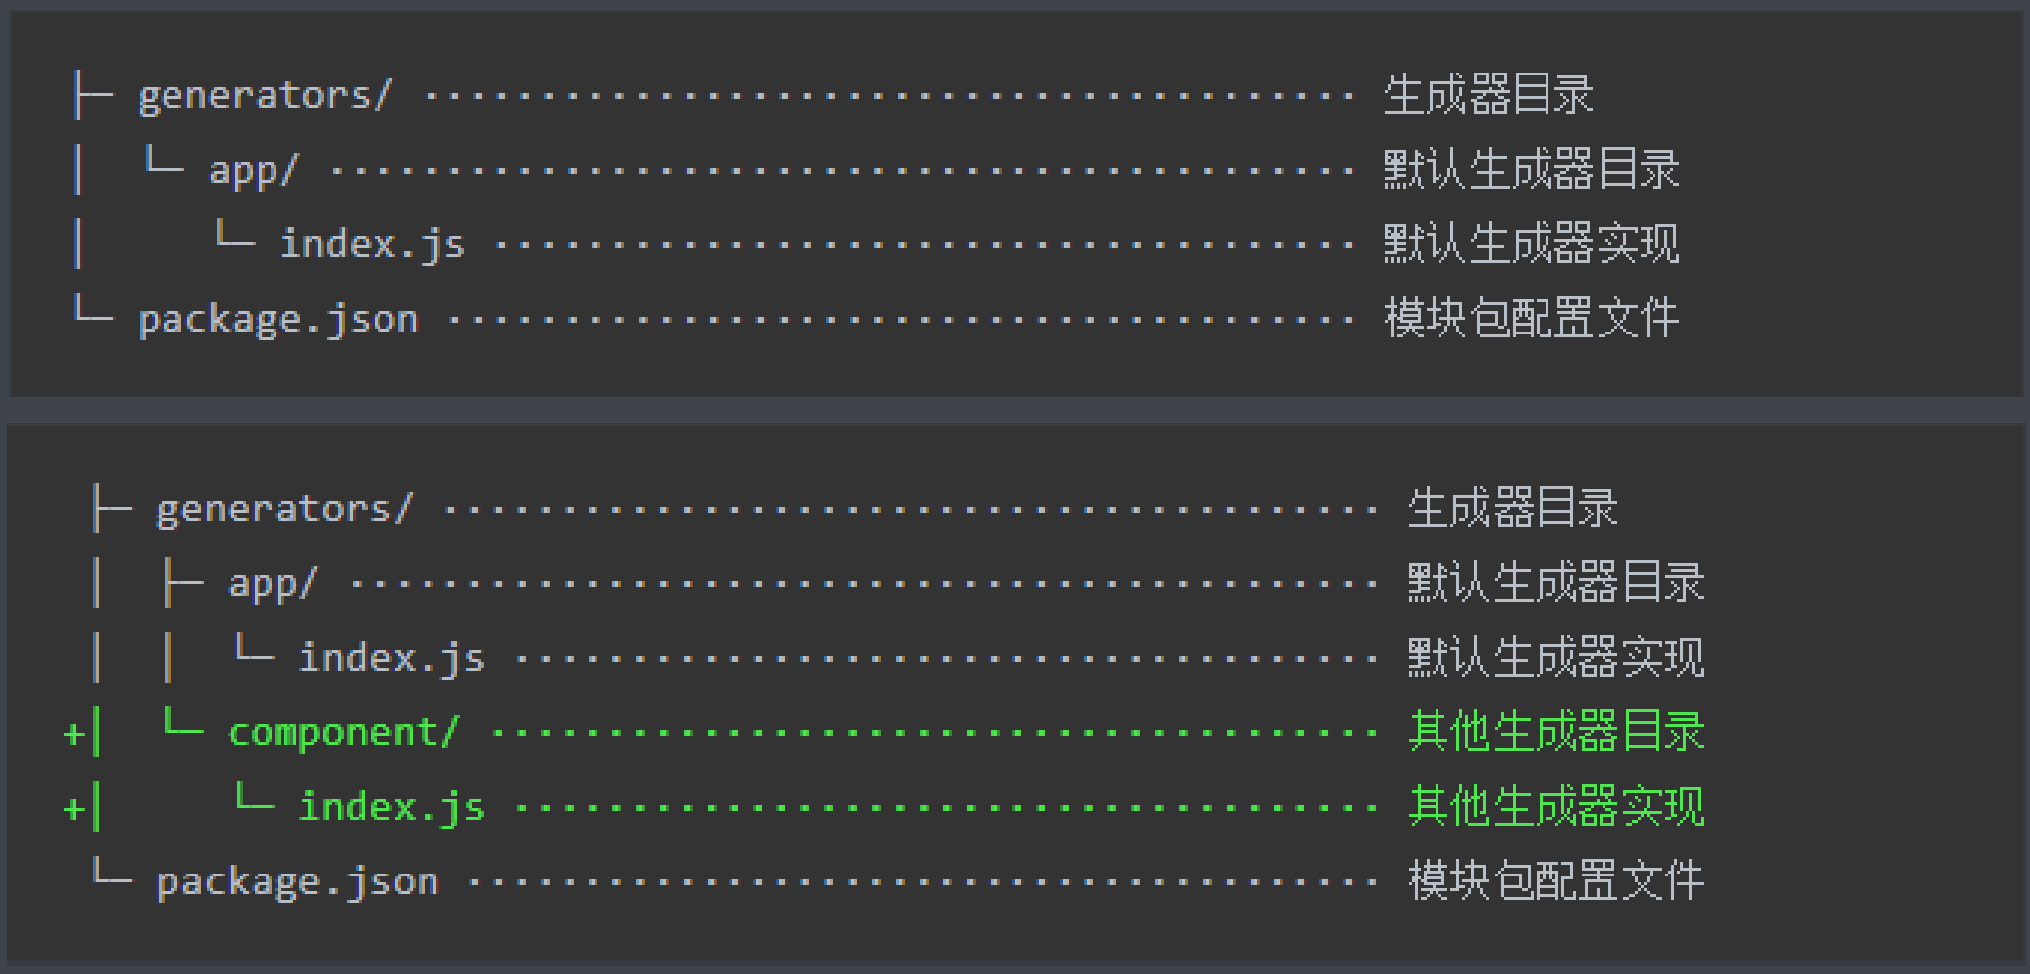 ├─ generators/ ········································ 生成器目录
│  └─ app/ ············································ 默认生成器目录
│     └─ index.js ····································· 默认生成器实现
└─ package.json ······································· 模块包配置文件
├─ generators/ ········································ 生成器目录
│  ├─ app/ ············································ 默认生成器目录
│  │  └─ index.js ····································· 默认生成器实现
+│  └─ component/ ······································ 其他生成器目录
+│     └─ index.js ····································· 其他生成器实现
└─ package.json ······································· 模块包配置文件